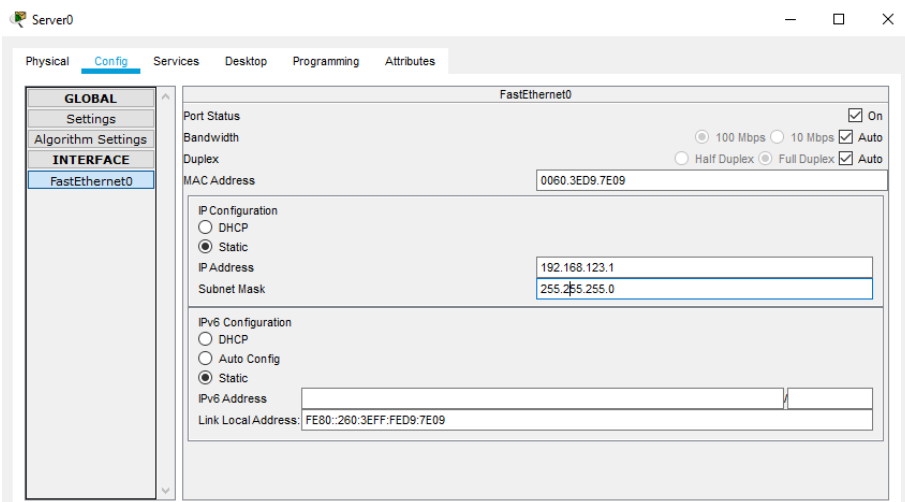 Server0
Physical Config Services Desktop Programming Attributes
GLOBAL
Settings
Algorithm Settings
INTERFACE
FastEthernet0
FastEthernet0
Port Status On
Bandwidth 100 Mbps 10 Mbps Auto
Duplex Half Duplex Full Duplex Auto
MAC Address 0060.3ED9.7E09
IP Configuration
DHCP
Static
IP Address 192.168.123.1
Subnet Mask 255.255.255.0
IPv6 Configuration
DHCP
Auto Config
Static
IPv6 Address /
Link Local Address: FE80::260:3EFF:FED9:7E09